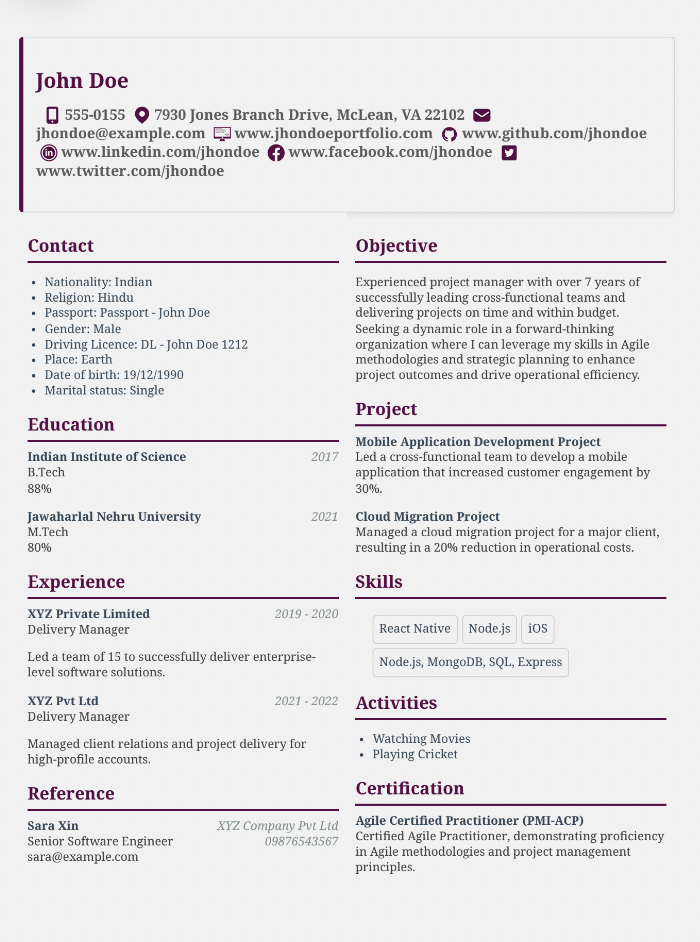 John Doe
555-0155 7930 Jones Branch Drive, McLean, VA 22102
jhondoe@example.com www.jhondoeportfolio.com www.github.com/jhondoe
www.linkedin.com/jhondoe www.facebook.com/jhondoe
www.twitter.com/jhondoe
Contact
• Nationality: Indian
• Religion: Hindu
• Passport: Passport - John Doe
• Gender: Male
• Driving Licence: DL - John Doe 1212
• Place: Earth
• Date of birth: 19/12/1990
• Marital status: Single
Education
Indian Institute of Science 2017
B.Tech
88%
Jawaharlal Nehru University 2021
M.Tech
80%
Experience
XYZ Private Limited 2019 - 2020
Delivery Manager
Led a team of 15 to successfully deliver enterprise-
level software solutions.
XYZ Pvt Ltd 2021 - 2022
Delivery Manager
Managed client relations and project delivery for
high-profile accounts.
Reference
Sara Xin XYZ Company Pvt Ltd
Senior Software Engineer 09876543567
sara@example.com
Objective
Experienced project manager with over 7 years of
successfully leading cross-functional teams and
delivering projects on time and within budget.
Seeking a dynamic role in a forward-thinking
organization where I can leverage my skills in Agile
methodologies and strategic planning to enhance
project outcomes and drive operational efficiency.
Project
Mobile Application Development Project
Led a cross-functional team to develop a mobile
application that increased customer engagement by
30%.
Cloud Migration Project
Managed a cloud migration project for a major client,
resulting in a 20% reduction in operational costs.
Skills
React Native Node.js iOS
Node.js, MongoDB, SQL, Express
Activities
• Watching Movies
• Playing Cricket
Certification
Agile Certified Practitioner (PMI-ACP)
Certified Agile Practitioner, demonstrating proficiency
in Agile methodologies and project management
principles.